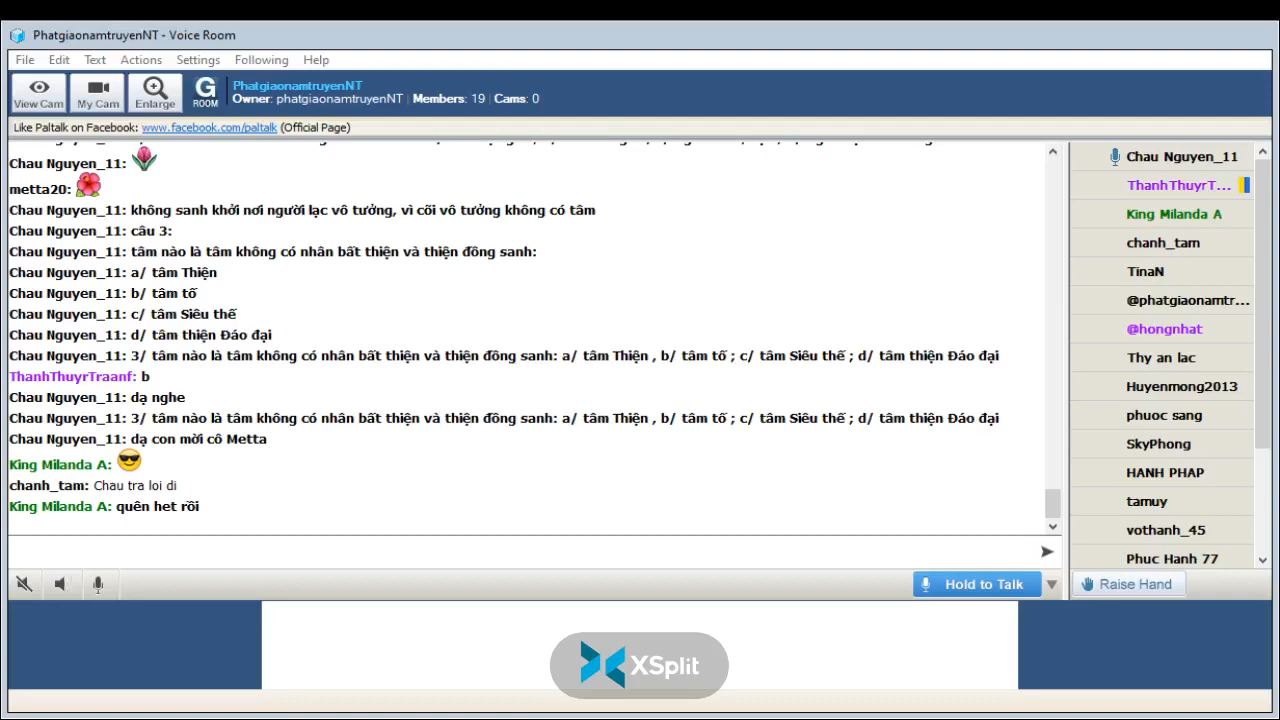 PhatgiaonamtruyenNT - Voice Room
File Edit Text Actions Settings Following Help
View Cam
My Cam
Enlarge
G
ROOM
PhatgiaonamtruyenNT
Owner: phatgiaonamtruyenNT | Members: 19 | Cams: 0
Like Paltalk on Facebook: www.facebook.com/paltalk (Official Page)
Chau Nguyen_11:
metta20:
Chau Nguyen_11: không sanh khởi nơi người lạc vô tưởng, vì cõi vô tưởng không có tâm
Chau Nguyen_11: câu 3:
Chau Nguyen_11: tâm nào là tâm không có nhân bất thiện và thiện đồng sanh:
Chau Nguyen_11: a/ tâm Thiện
Chau Nguyen_11: b/ tâm tố
Chau Nguyen_11: c/ tâm Siêu thế
Chau Nguyen_11: d/ tâm thiện Đáo đại
Chau Nguyen_11: 3/ tâm nào là tâm không có nhân bất thiện và thiện đồng sanh: a/ tâm Thiện , b/ tâm tố ; c/ tâm Siêu thế ; d/ tâm thiện Đáo đại
ThanhThuyrTraanf: b
Chau Nguyen_11: dạ nghe
Chau Nguyen_11: 3/ tâm nào là tâm không có nhân bất thiện và thiện đồng sanh: a/ tâm Thiện , b/ tâm tố ; c/ tâm Siêu thế ; d/ tâm thiện Đáo đại
Chau Nguyen_11: dạ con mời cô Metta
King Milanda A:
chanh_tam: Chau tra loi di
King Milanda A: quên het rồi
Hold to Talk
Chau Nguyen_11
ThanhThuyrT...
King Milanda A
chanh_tam
TinaN
@phatgiaonamtr...
@hongnhat
Thy an lac
Huyenmong2013
phuoc sang
SkyPhong
HANH PHAP
tamuy
vothanh_45
Phuc Hanh 77
Raise Hand
XSplit